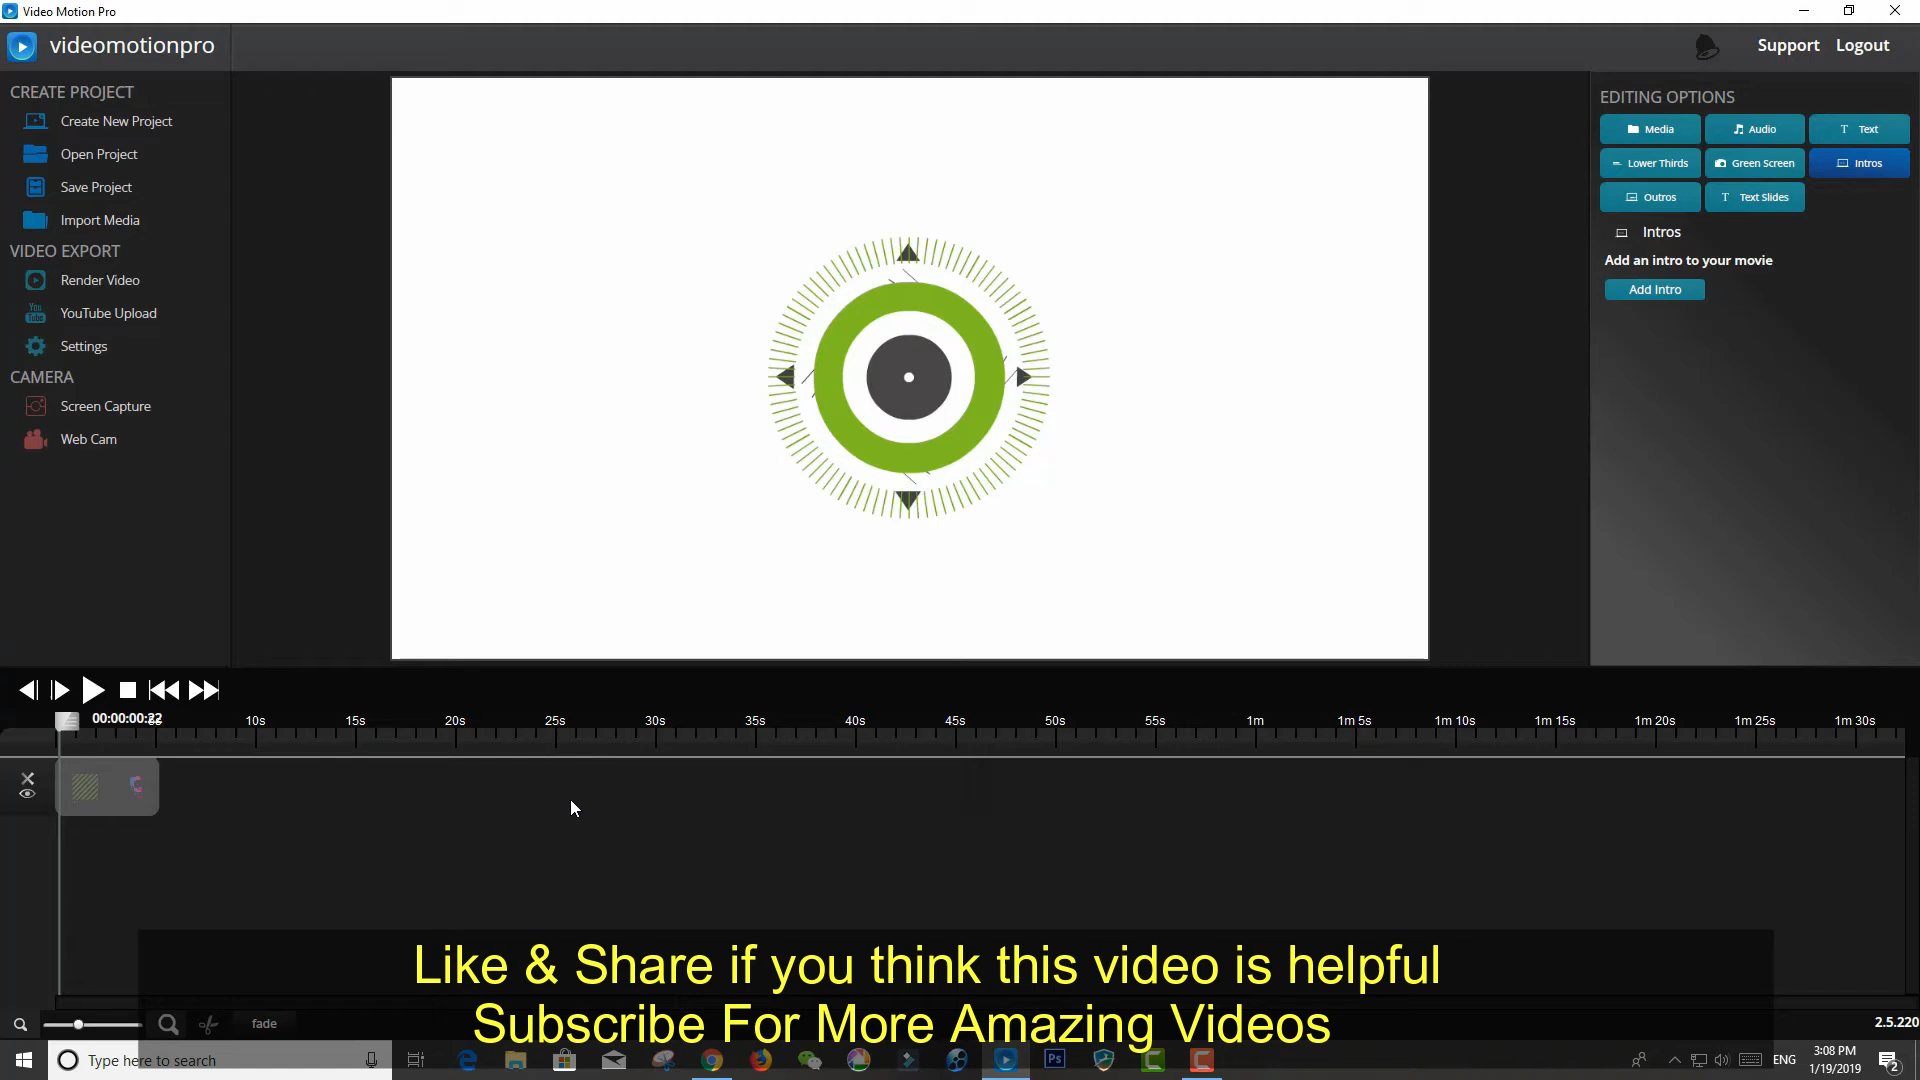 Video Motion Pro
videomotionpro
Support Logout
CREATE PROJECT
Create New Project
Open Project
Save Project
Import Media
VIDEO EXPORT
Render Video
You Tube YouTube Upload
Settings
CAMERA
Screen Capture
Web Cam
EDITING OPTIONS
Media Audio T Text
Lower Thirds Green Screen Intros
Outros T Text Slides
Intros
Add an intro to your movie
Add Intro
00:00:00:22 5s 10s 15s 20s 25s 30s 35s 40s 45s 50s 55s 1m 1m 5s 1m 10s 1m 15s 1m 20s 1m 25s 1m 30s
Like & Share if you think this video is helpful
Subscribe For More Amazing Videos
fade
2.5.220
Type here to search
Ps
ENG
3:08 PM
1/19/2019
2